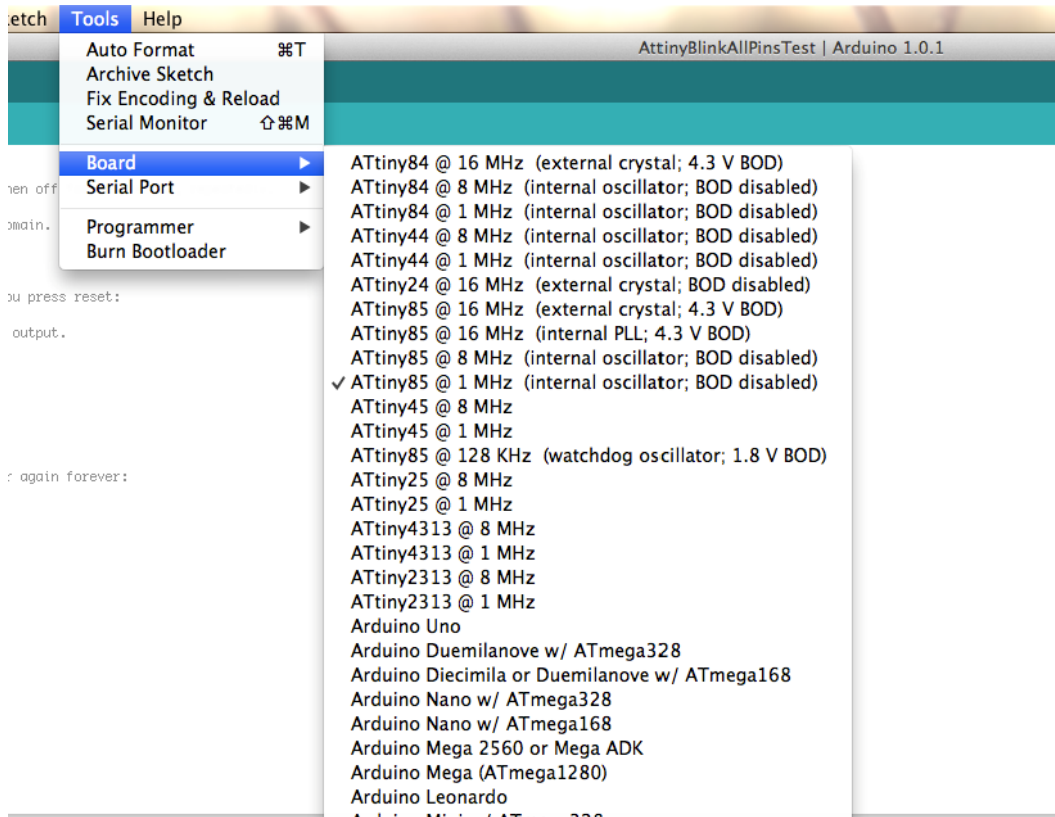 etch Tools Help
AttinyBlinkAllPinsTest | Arduino 1.0.1
Auto Format ⌘T
Archive Sketch
Fix Encoding & Reload
Serial Monitor ⇧⌘M
Board ▶
Serial Port ▶
Programmer ▶
Burn Bootloader
hen off
omain.
ou press reset:
output.
r again forever:
ATtiny84 @ 16 MHz (external crystal; 4.3 V BOD)
ATtiny84 @ 8 MHz (internal oscillator; BOD disabled)
ATtiny84 @ 1 MHz (internal oscillator; BOD disabled)
ATtiny44 @ 8 MHz (internal oscillator; BOD disabled)
ATtiny44 @ 1 MHz (internal oscillator; BOD disabled)
ATtiny24 @ 16 MHz (external crystal; BOD disabled)
ATtiny85 @ 16 MHz (external crystal; 4.3 V BOD)
ATtiny85 @ 16 MHz (internal PLL; 4.3 V BOD)
ATtiny85 @ 8 MHz (internal oscillator; BOD disabled)
✓ ATtiny85 @ 1 MHz (internal oscillator; BOD disabled)
ATtiny45 @ 8 MHz
ATtiny45 @ 1 MHz
ATtiny85 @ 128 KHz (watchdog oscillator; 1.8 V BOD)
ATtiny25 @ 8 MHz
ATtiny25 @ 1 MHz
ATtiny4313 @ 8 MHz
ATtiny4313 @ 1 MHz
ATtiny2313 @ 8 MHz
ATtiny2313 @ 1 MHz
Arduino Uno
Arduino Duemilanove w/ ATmega328
Arduino Diecimila or Duemilanove w/ ATmega168
Arduino Nano w/ ATmega328
Arduino Nano w/ ATmega168
Arduino Mega 2560 or Mega ADK
Arduino Mega (ATmega1280)
Arduino Leonardo